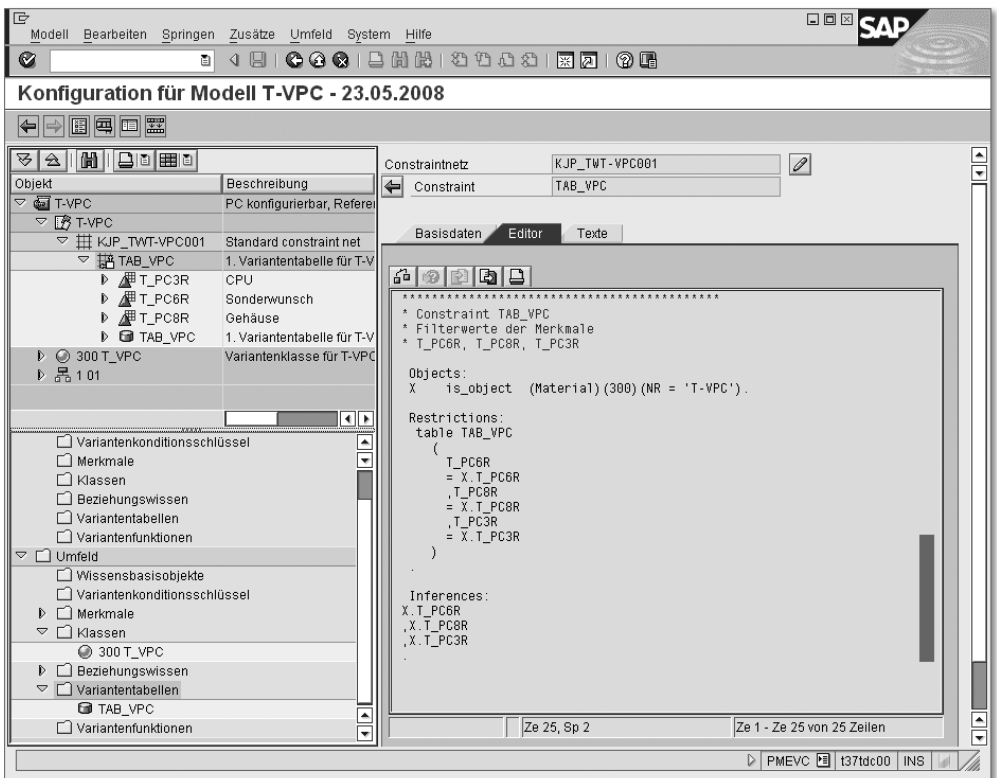 Modell Bearbeiten Springen Zusätze Umfeld System Hilfe
SAP
Konfiguration für Modell T-VPC - 23.05.2008
Objekt Beschreibung
T-VPC PC konfigurierbar, Referer
T-VPC
KJP_TWT-VPC001 Standard constraint net
TAB_VPC 1. Variantentabelle für T-V
T_PC3R CPU
T_PC6R Sonderwunsch
T_PC8R Gehäuse
TAB_VPC 1. Variantentabelle für T-V
300 T_VPC Variantenklasse für T-VPC
1 01
Variantenkonditionsschlüssel
Merkmale
Klassen
Beziehungswissen
Variantentabellen
Variantenfunktionen
Umfeld
Wissensbasisobjekte
Variantenkonditionsschlüssel
Merkmale
Klassen
300 T_VPC
Beziehungswissen
Variantentabellen
TAB_VPC
Variantenfunktionen
Constraintnetz KJP_TWT-VPC001
Constraint TAB_VPC
Basisdaten Editor Texte
*******************************************
* Constraint TAB_VPC
* Filterwerte der Merkmale
* T_PC6R, T_PC8R, T_PC3R
Objects:
X is_object (Material)(300)(NR = 'T-VPC').
Restrictions:
table TAB_VPC
(
T_PC6R
= X.T_PC6R
,T_PC8R
= X.T_PC8R
,T_PC3R
= X.T_PC3R
)
.
Inferences:
X.T_PC6R
,X.T_PC8R
,X.T_PC3R
.
Ze 25, Sp 2 Ze 1 - Ze 25 von 25 Zeilen
PMEVC t37tdc00 INS